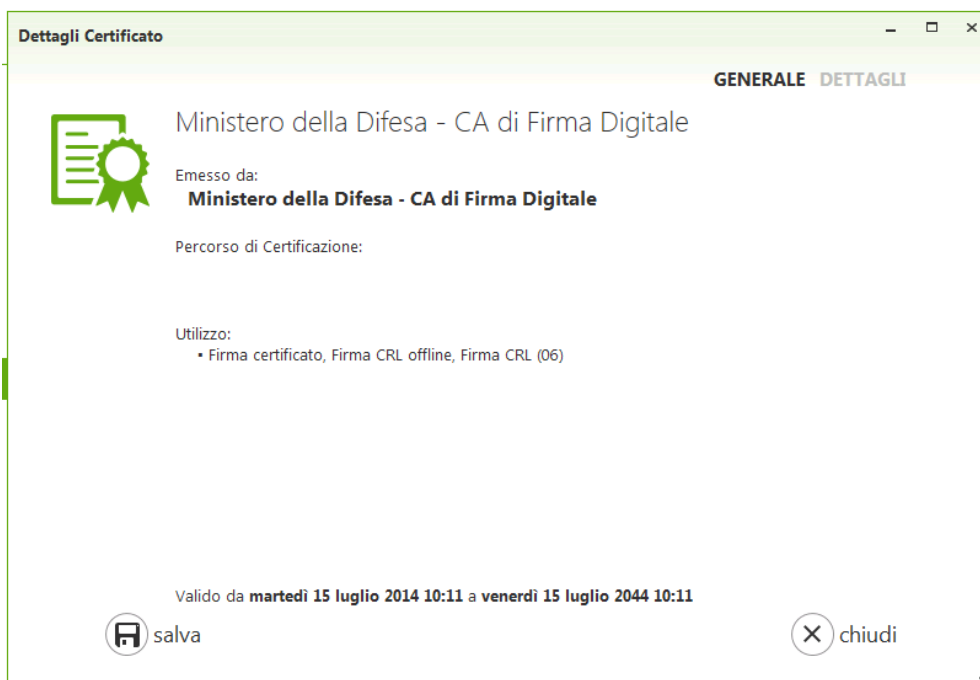 Dettagli Certificato
GENERALE DETTAGLI
Ministero della Difesa - CA di Firma Digitale
Emesso da:
Ministero della Difesa - CA di Firma Digitale
Percorso di Certificazione:
Utilizzo:
▪ Firma certificato, Firma CRL offline, Firma CRL (06)
Valido da martedì 15 luglio 2014 10:11 a venerdì 15 luglio 2044 10:11
salva chiudi